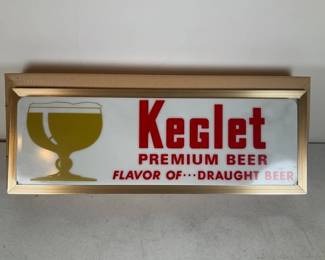 Keglet
PREMIUM BEER
FLAVOR OF... DRAUGHT BEER